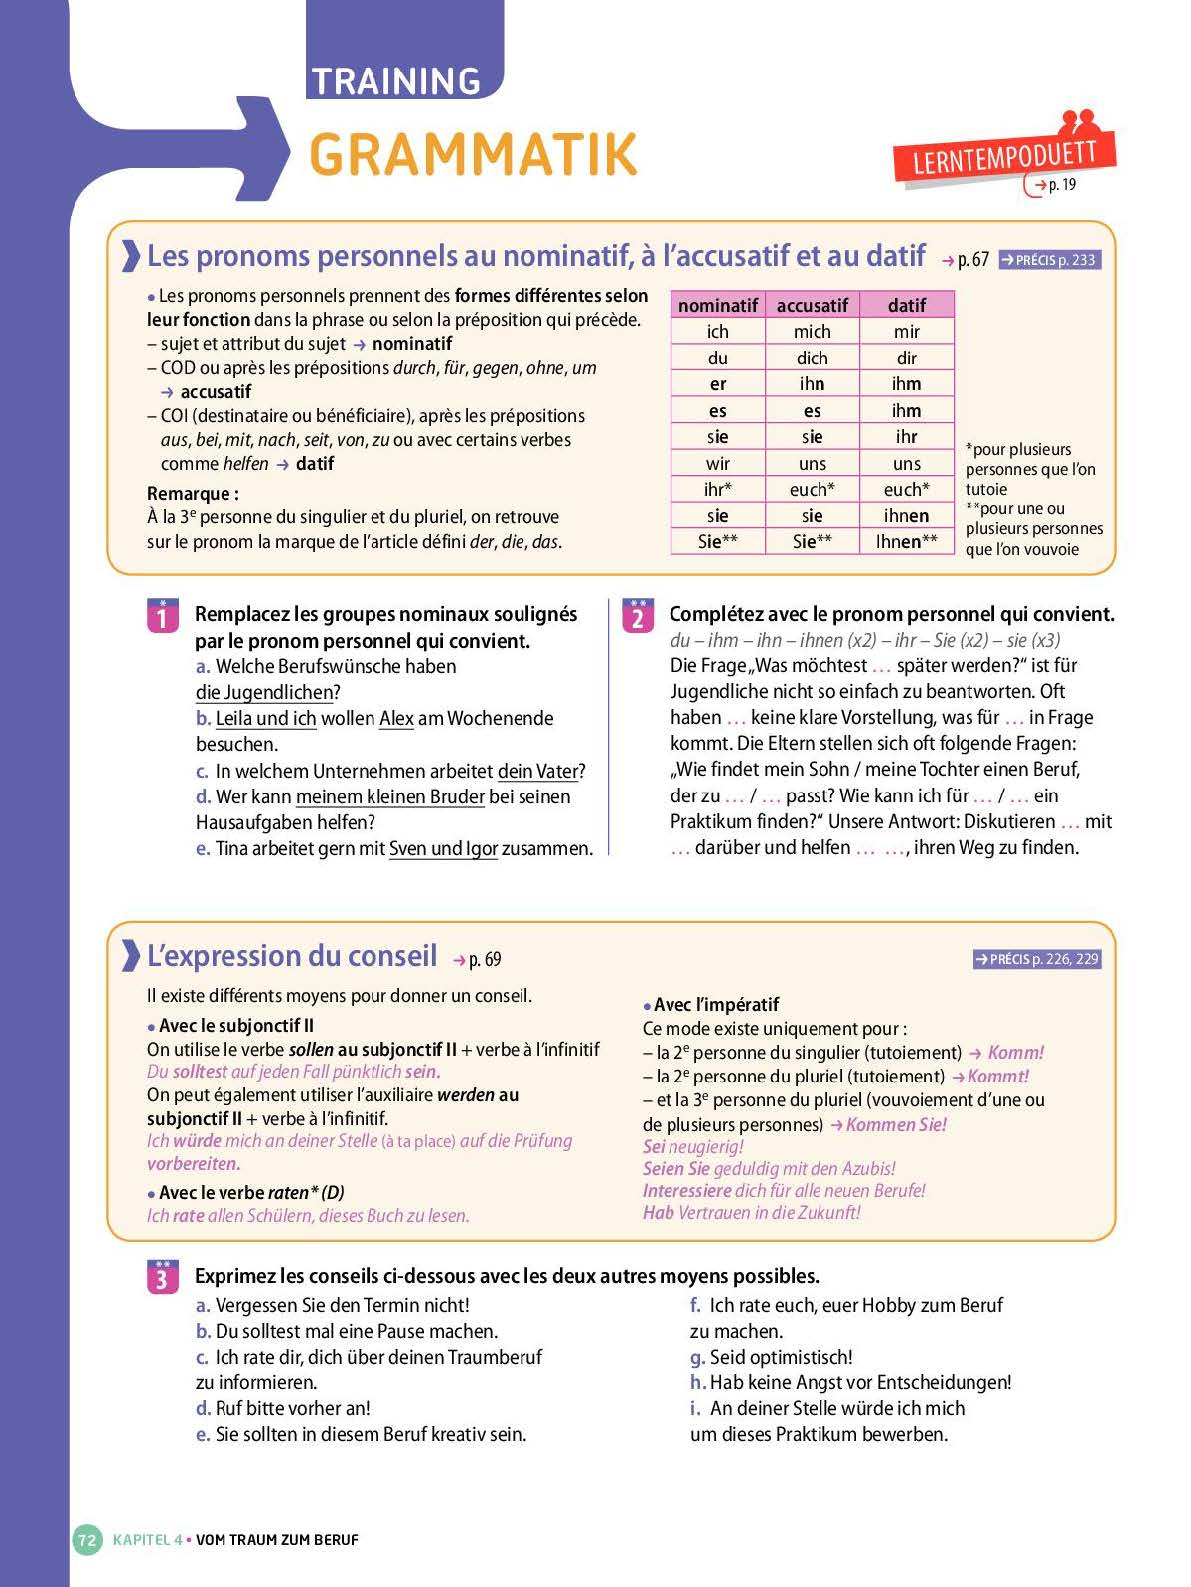 TRAINING
GRAMMATIK
LERNTEMPODUETT
→ p. 19
Les pronoms personnels au nominatif, à l'accusatif et au datif → p. 67 → PRÉCIS p. 233
• Les pronoms personnels prennent des formes différentes selon
leur fonction dans la phrase ou selon la préposition qui précède.
– sujet et attribut du sujet → nominatif
– COD ou après les prépositions durch, für, gegen, ohne, um
→ accusatif
– COI (destinataire ou bénéficiaire), après les prépositions
aus, bei, mit, nach, seit, von, zu ou avec certains verbes
comme helfen → datif
Remarque :
À la 3e personne du singulier et du pluriel, on retrouve
sur le pronom la marque de l'article défini der, die, das.
nominatif accusatif datif
ich mich mir
du dich dir
er ihn ihm
es es ihm
sie sie ihr
wir uns uns
ihr* euch* euch*
sie sie ihnen
Sie** Sie** Ihnen**
*pour plusieurs
personnes que l'on
tutoie
**pour une ou
plusieurs personnes
que l'on vouvoie
* 1 Remplacez les groupes nominaux soulignés
par le pronom personnel qui convient.
a. Welche Berufswünsche haben
die Jugendlichen?
b. Leila und ich wollen Alex am Wochenende
besuchen.
c. In welchem Unternehmen arbeitet dein Vater?
d. Wer kann meinem kleinen Bruder bei seinen
Hausaufgaben helfen?
e. Tina arbeitet gern mit Sven und Igor zusammen.
** 2 Complétez avec le pronom personnel qui convient.
du – ihm – ihn – ihnen (x2) – ihr – Sie (x2) – sie (x3)
Die Frage „Was möchtest … später werden?" ist für
Jugendliche nicht so einfach zu beantworten. Oft
haben … keine klare Vorstellung, was für … in Frage
kommt. Die Eltern stellen sich oft folgende Fragen:
„Wie findet mein Sohn / meine Tochter einen Beruf,
der zu … / … passt? Wie kann ich für … / … ein
Praktikum finden?" Unsere Antwort: Diskutieren … mit
… darüber und helfen … …, ihren Weg zu finden.
L'expression du conseil → p. 69 → PRÉCIS p. 226, 229
Il existe différents moyens pour donner un conseil.
• Avec le subjonctif II
On utilise le verbe sollen au subjonctif II + verbe à l'infinitif
Du solltest auf jeden Fall pünktlich sein.
On peut également utiliser l'auxiliaire werden au
subjonctif II + verbe à l'infinitif.
Ich würde mich an deiner Stelle (à ta place) auf die Prüfung
vorbereiten.
• Avec le verbe raten* (D)
Ich rate allen Schülern, dieses Buch zu lesen.
• Avec l'impératif
Ce mode existe uniquement pour :
– la 2e personne du singulier (tutoiement) → Komm!
– la 2e personne du pluriel (tutoiement) → Kommt!
– et la 3e personne du pluriel (vouvoiement d'une ou
de plusieurs personnes) → Kommen Sie!
Sei neugierig!
Seien Sie geduldig mit den Azubis!
Interessiere dich für alle neuen Berufe!
Hab Vertrauen in die Zukunft!
** 3 Exprimez les conseils ci-dessous avec les deux autres moyens possibles.
a. Vergessen Sie den Termin nicht!
b. Du solltest mal eine Pause machen.
c. Ich rate dir, dich über deinen Traumberuf
zu informieren.
d. Ruf bitte vorher an!
e. Sie sollten in diesem Beruf kreativ sein.
f. Ich rate euch, euer Hobby zum Beruf
zu machen.
g. Seid optimistisch!
h. Hab keine Angst vor Entscheidungen!
i. An deiner Stelle würde ich mich
um dieses Praktikum bewerben.
72 KAPITEL 4 • VOM TRAUM ZUM BERUF